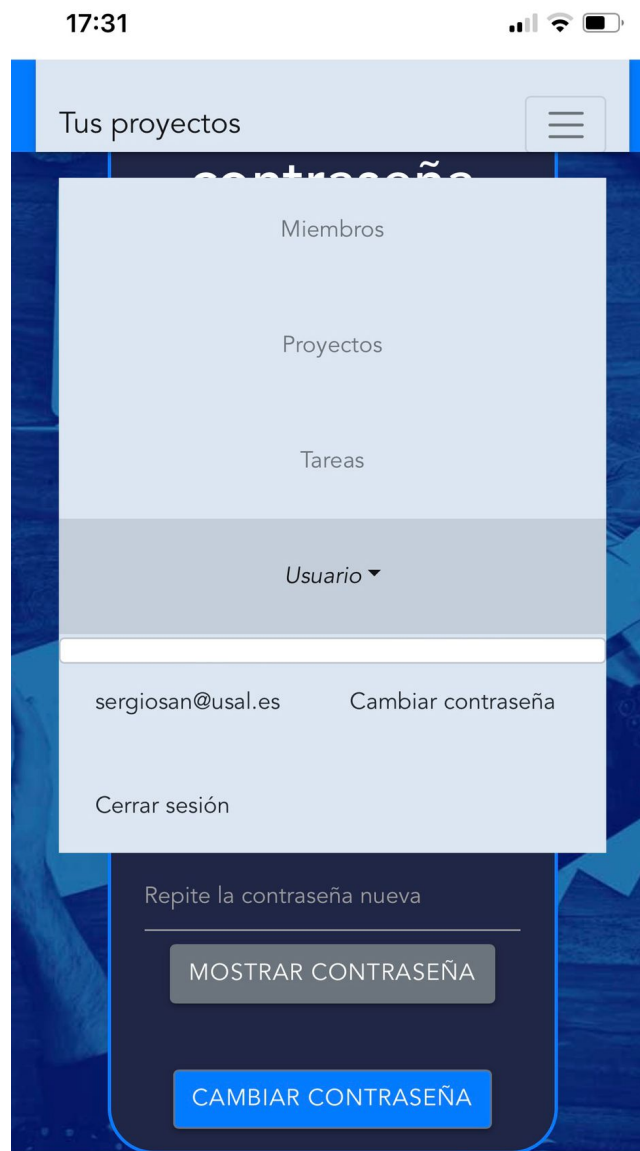 17:31
Tus proyectos
contraseña
Miembros
Proyectos
Tareas
Usuario
sergiosan@usal.es Cambiar contraseña
Cerrar sesión
Repite la contraseña nueva
MOSTRAR CONTRASEÑA
CAMBIAR CONTRASEÑA